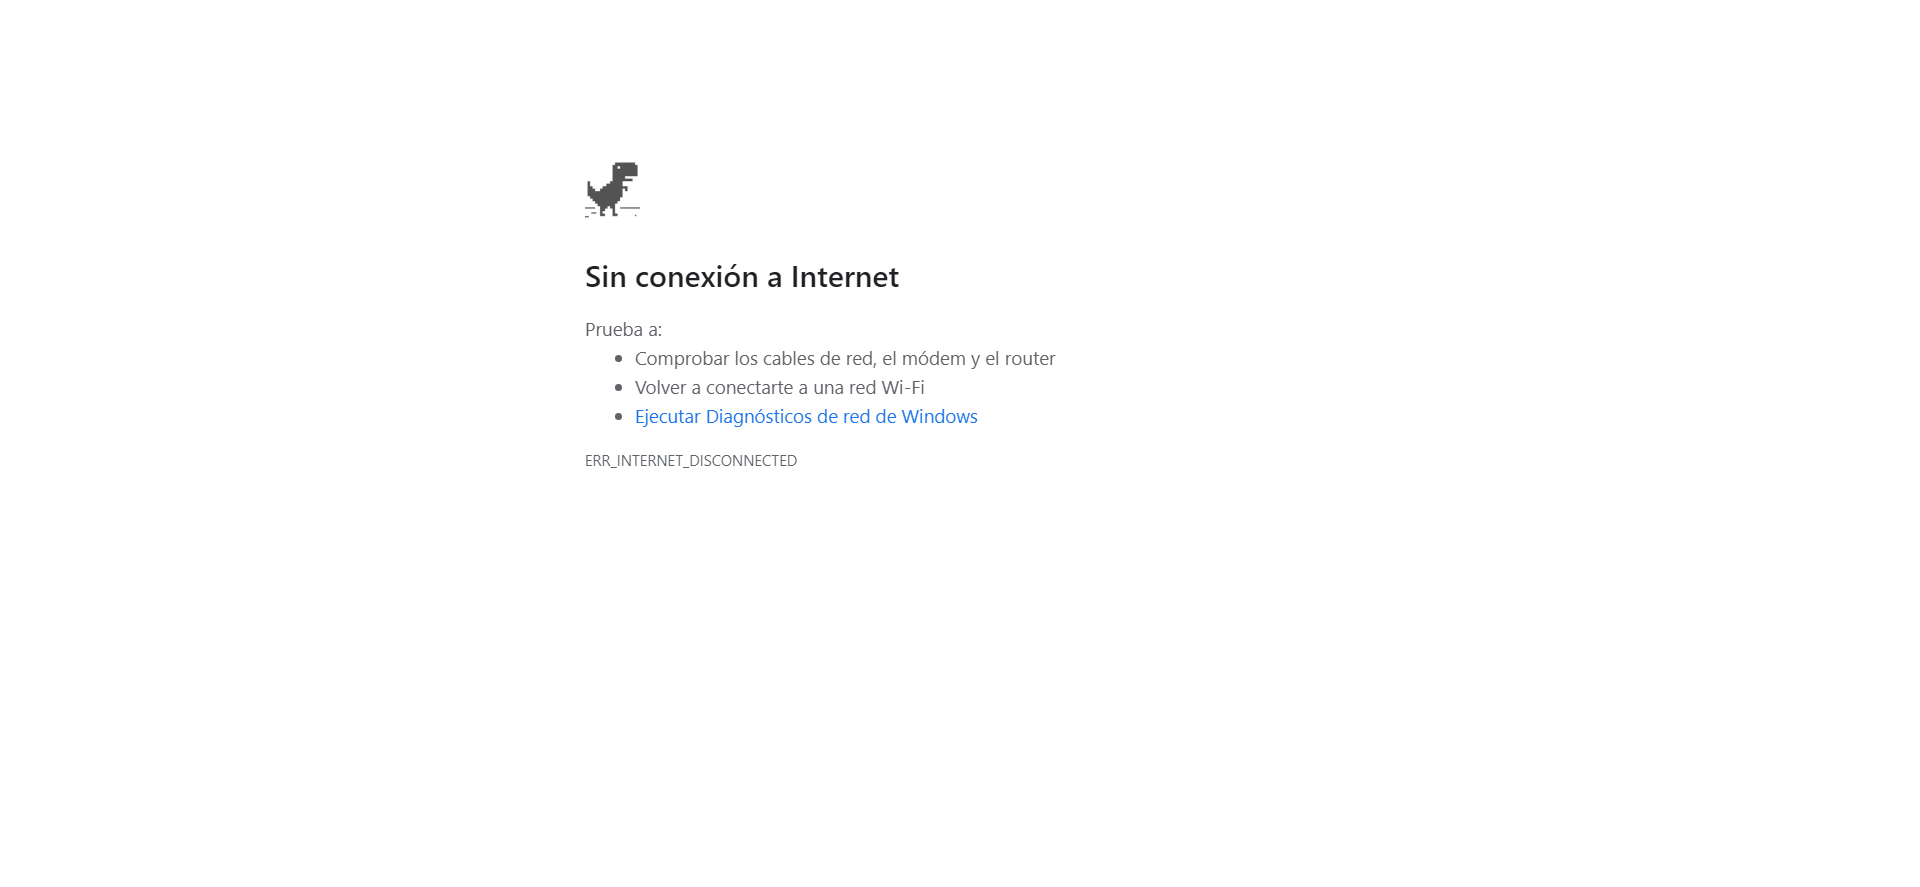 Sin conexión a Internet
Prueba a:
Comprobar los cables de red, el módem y el router
Volver a conectarte a una red Wi-Fi
Ejecutar Diagnósticos de red de Windows
ERR_INTERNET_DISCONNECTED